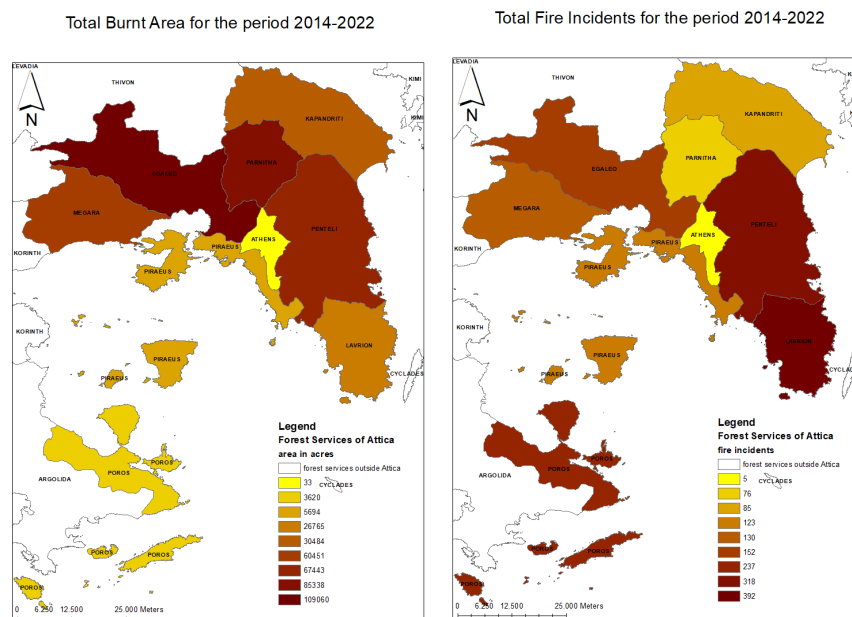 Total Burnt Area for the period 2014-2022
LEVADIA
THIVON
KIMI
KIMI
N
KAPANDRITI
PARNITHA
EGALEO
MEGARA
PENTELI
ATHENS
PIRAEUS
KORINTH
PIRAEUS
KORINTH
LAVRION
PIRAEUS
CYCLADES
PIRAEUS
Legend
Forest Services of Attica
area in acres
forest services outside Attica
33
CYCLADES
3620
5694
26765
30484
60451
67443
85338
109060
POROS
ARGOLIDA
POROS
POROS
POROS
POROS
0 6.250 12.500 25.000 Meters
Total Fire Incidents for the period 2014-2022
LEVADIA
THIVON
N
KAPANDRITI
PARNITHA
EGALEO
MEGARA
PENTELI
ATHENS
PIRAEUS
KORINTH
PIRAEUS
KORINTH
LAVRION
PIRAEUS
CYCLADES
PIRAEUS
Legend
Forest Services of Attica
fire incidents
forest services outside Attica
5
CYCLADES
76
85
123
130
152
237
318
392
POROS
POROS
ARGOLIDA
POROS
POROS
POROS
0 6.250 12.500 25.000 Meters